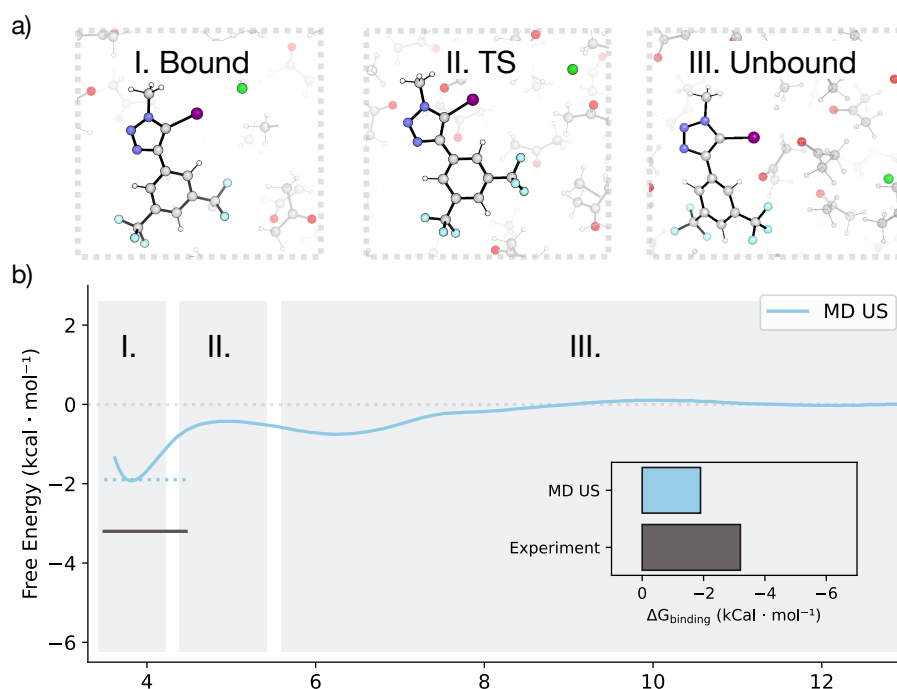 a)
I. Bound
II. TS
III. Unbound
b)
MD US
I.
II.
III.
Free Energy (kcal · mol⁻¹)
2
0
−2
−4
−6
MD US
Experiment
0
−2
−4
−6
ΔG_binding (kCal · mol⁻¹)
4
6
8
10
12